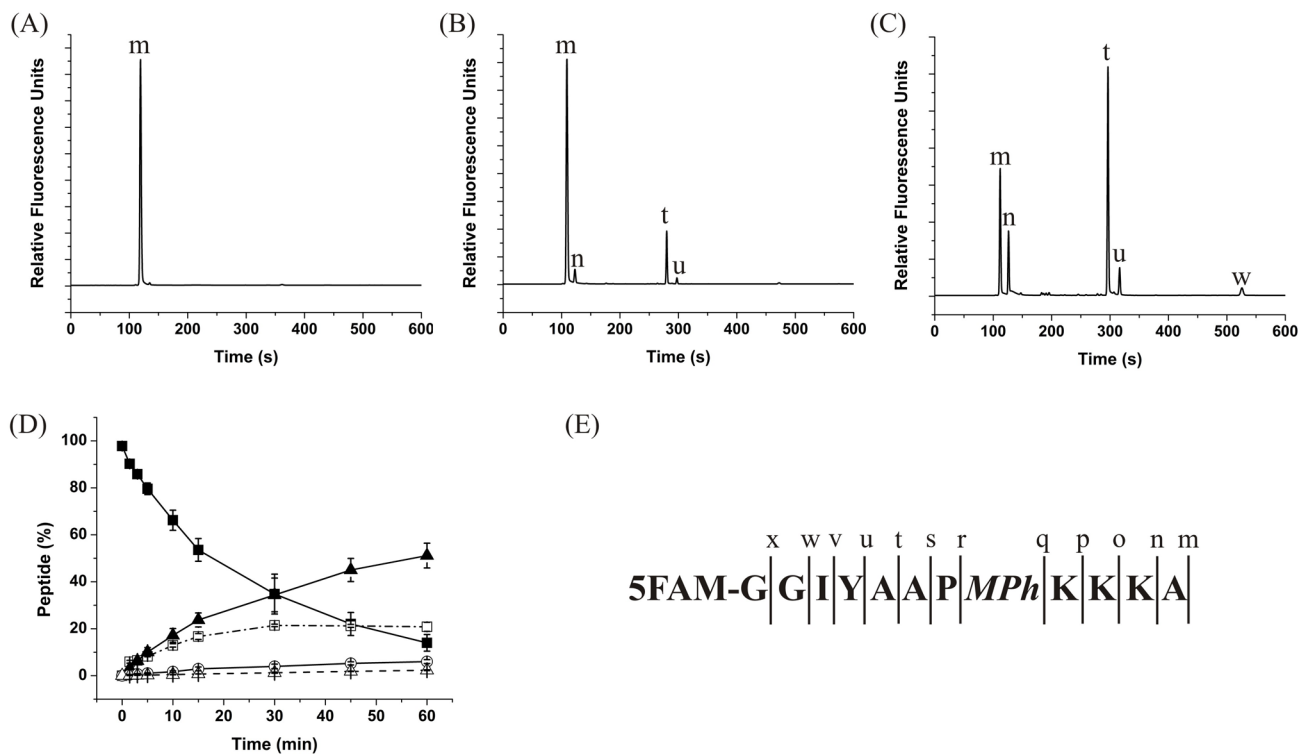 (A)
m
Relative Fluorescence Units
0 100 200 300 400 500 600
Time (s)
(B)
m
n
t
u
Relative Fluorescence Units
0 100 200 300 400 500 600
Time (s)
(C)
t
m
n
u
w
Relative Fluorescence Units
0 100 200 300 400 500 600
Time (s)
(D)
100
80
60
40
20
0
Peptide (%)
0 10 20 30 40 50 60
Time (min)
(E)
x w v u t s r q p o n m
5FAM-G G I Y A A P MPh K K K A